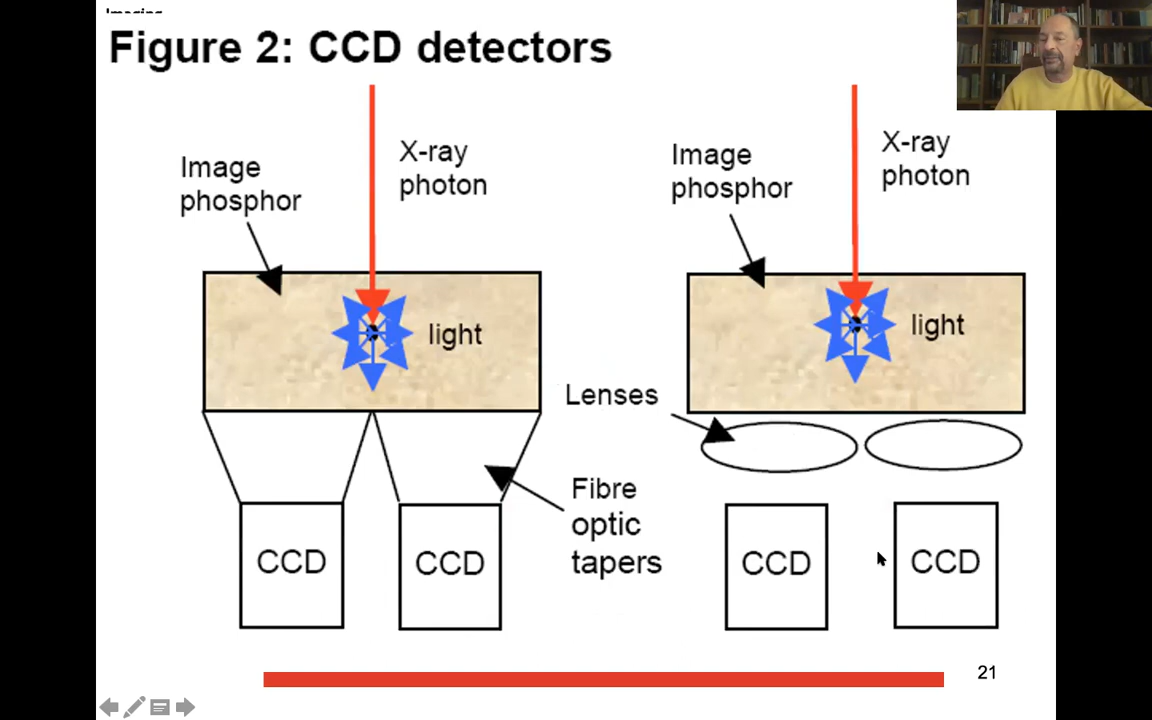 Imaging
Figure 2: CCD detectors
Image
phosphor
X-ray
photon
light
Fibre
optic
tapers
CCD
CCD
Image
phosphor
X-ray
photon
light
Lenses
CCD
CCD
21